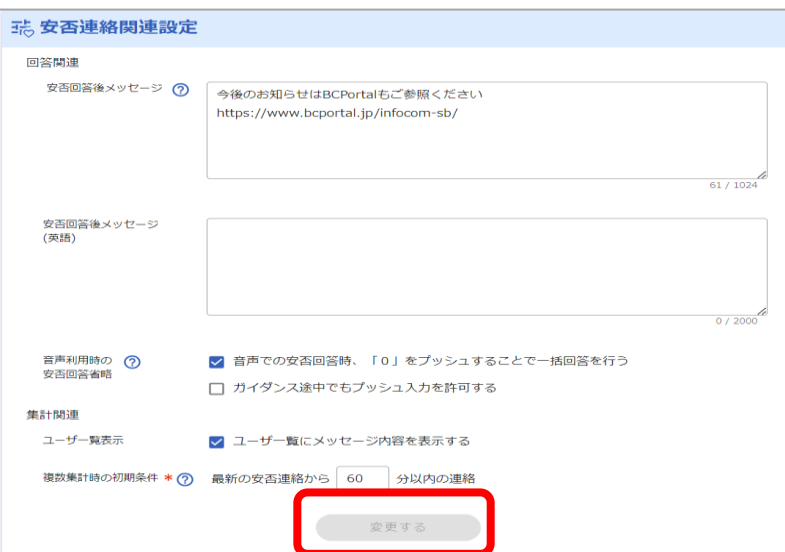 安否連絡関連設定
回答関連
安否回答後メッセージ ?
今後のお知らせはBCPortalもご参照ください
https://www.bcportal.jp/infocom-sb/
61 / 1024
安否回答後メッセージ
(英語)
0 / 2000
音声利用時の ?
安否回答省略
音声での安否回答時、「0」をプッシュすることで一括回答を行う
ガイダンス途中でもプッシュ入力を許可する
集計関連
ユーザ一覧表示
ユーザ一覧にメッセージ内容を表示する
複数集計時の初期条件 * ?
最新の安否連絡から 60 分以内の連絡
変更する